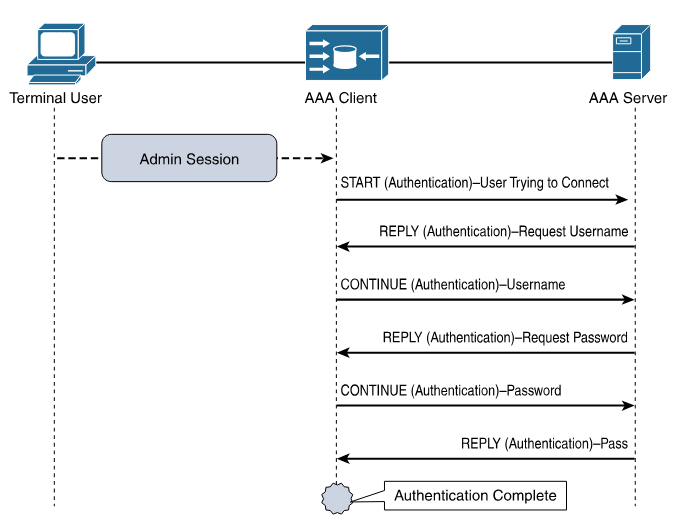 Terminal User
AAA Client
AAA Server
Admin Session
START (Authentication)–User Trying to Connect
REPLY (Authentication)–Request Username
CONTINUE (Authentication)–Username
REPLY (Authentication)–Request Password
CONTINUE (Authentication)–Password
REPLY (Authentication)–Pass
Authentication Complete